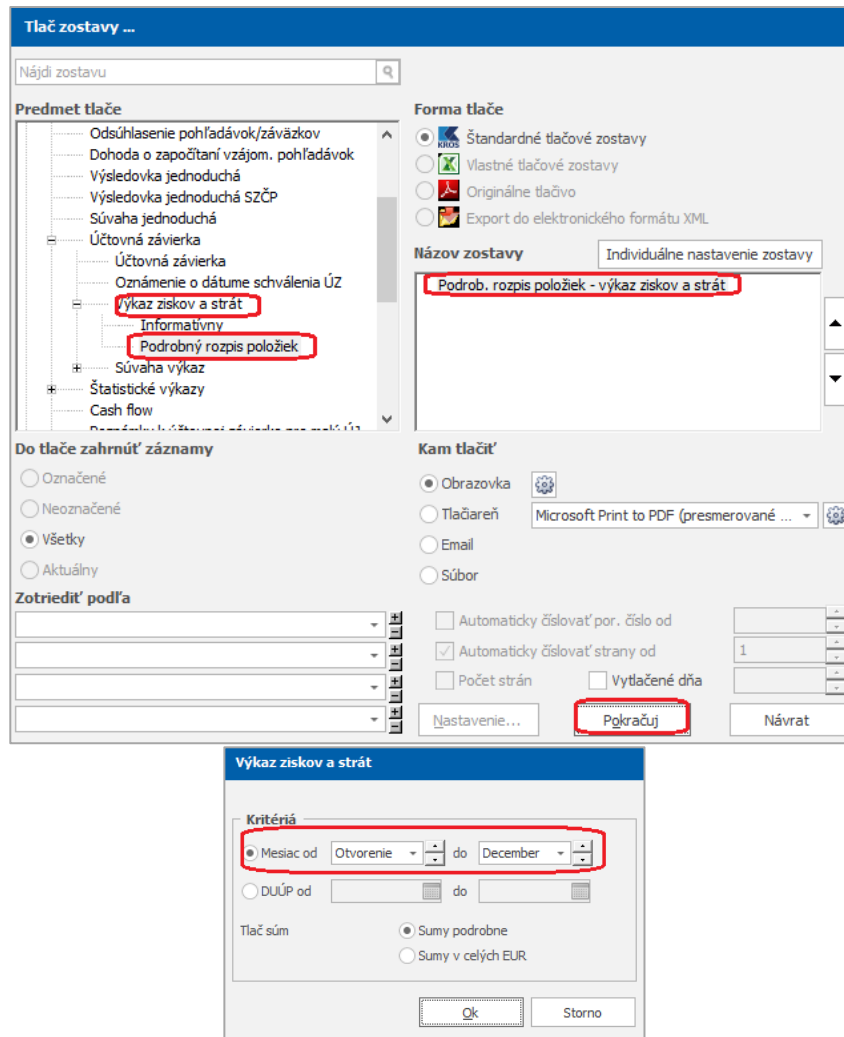 Tlač zostavy ...
Nájdi zostavu
Predmet tlače
Odsúhlasenie pohľadávok/záväzkov
Dohoda o započítaní vzájom. pohľadávok
Výsledovka jednoduchá
Výsledovka jednoduchá SZČP
Súvaha jednoduchá
Účtovná závierka
Účtovná závierka
Oznámenie o dátume schválenia ÚZ
Výkaz ziskov a strát
Informatívny
Podrobný rozpis položiek
Súvaha výkaz
Štatistické výkazy
Cash flow
Forma tlače
KROS Štandardné tlačové zostavy
Vlastné tlačové zostavy
Originálne tlačivo
Export do elektronického formátu XML
Názov zostavy
Individuálne nastavenie zostavy
Podrob. rozpis položiek - výkaz ziskov a strát
Do tlače zahrnúť záznamy
Označené
Neoznačené
Všetky
Aktuálny
Zotriediť podľa
Kam tlačiť
Obrazovka
Tlačiareň Microsoft Print to PDF (presmerované ...
Email
Súbor
Automaticky číslovať por. číslo od
Automaticky číslovať strany od 1
Počet strán Vytlačené dňa
Nastavenie... Pokračuj Návrat
Výkaz ziskov a strát
Kritériá
Mesiac od Otvorenie do December
DUÚP od do
Tlač súm Sumy podrobne
Sumy v celých EUR
Ok Storno